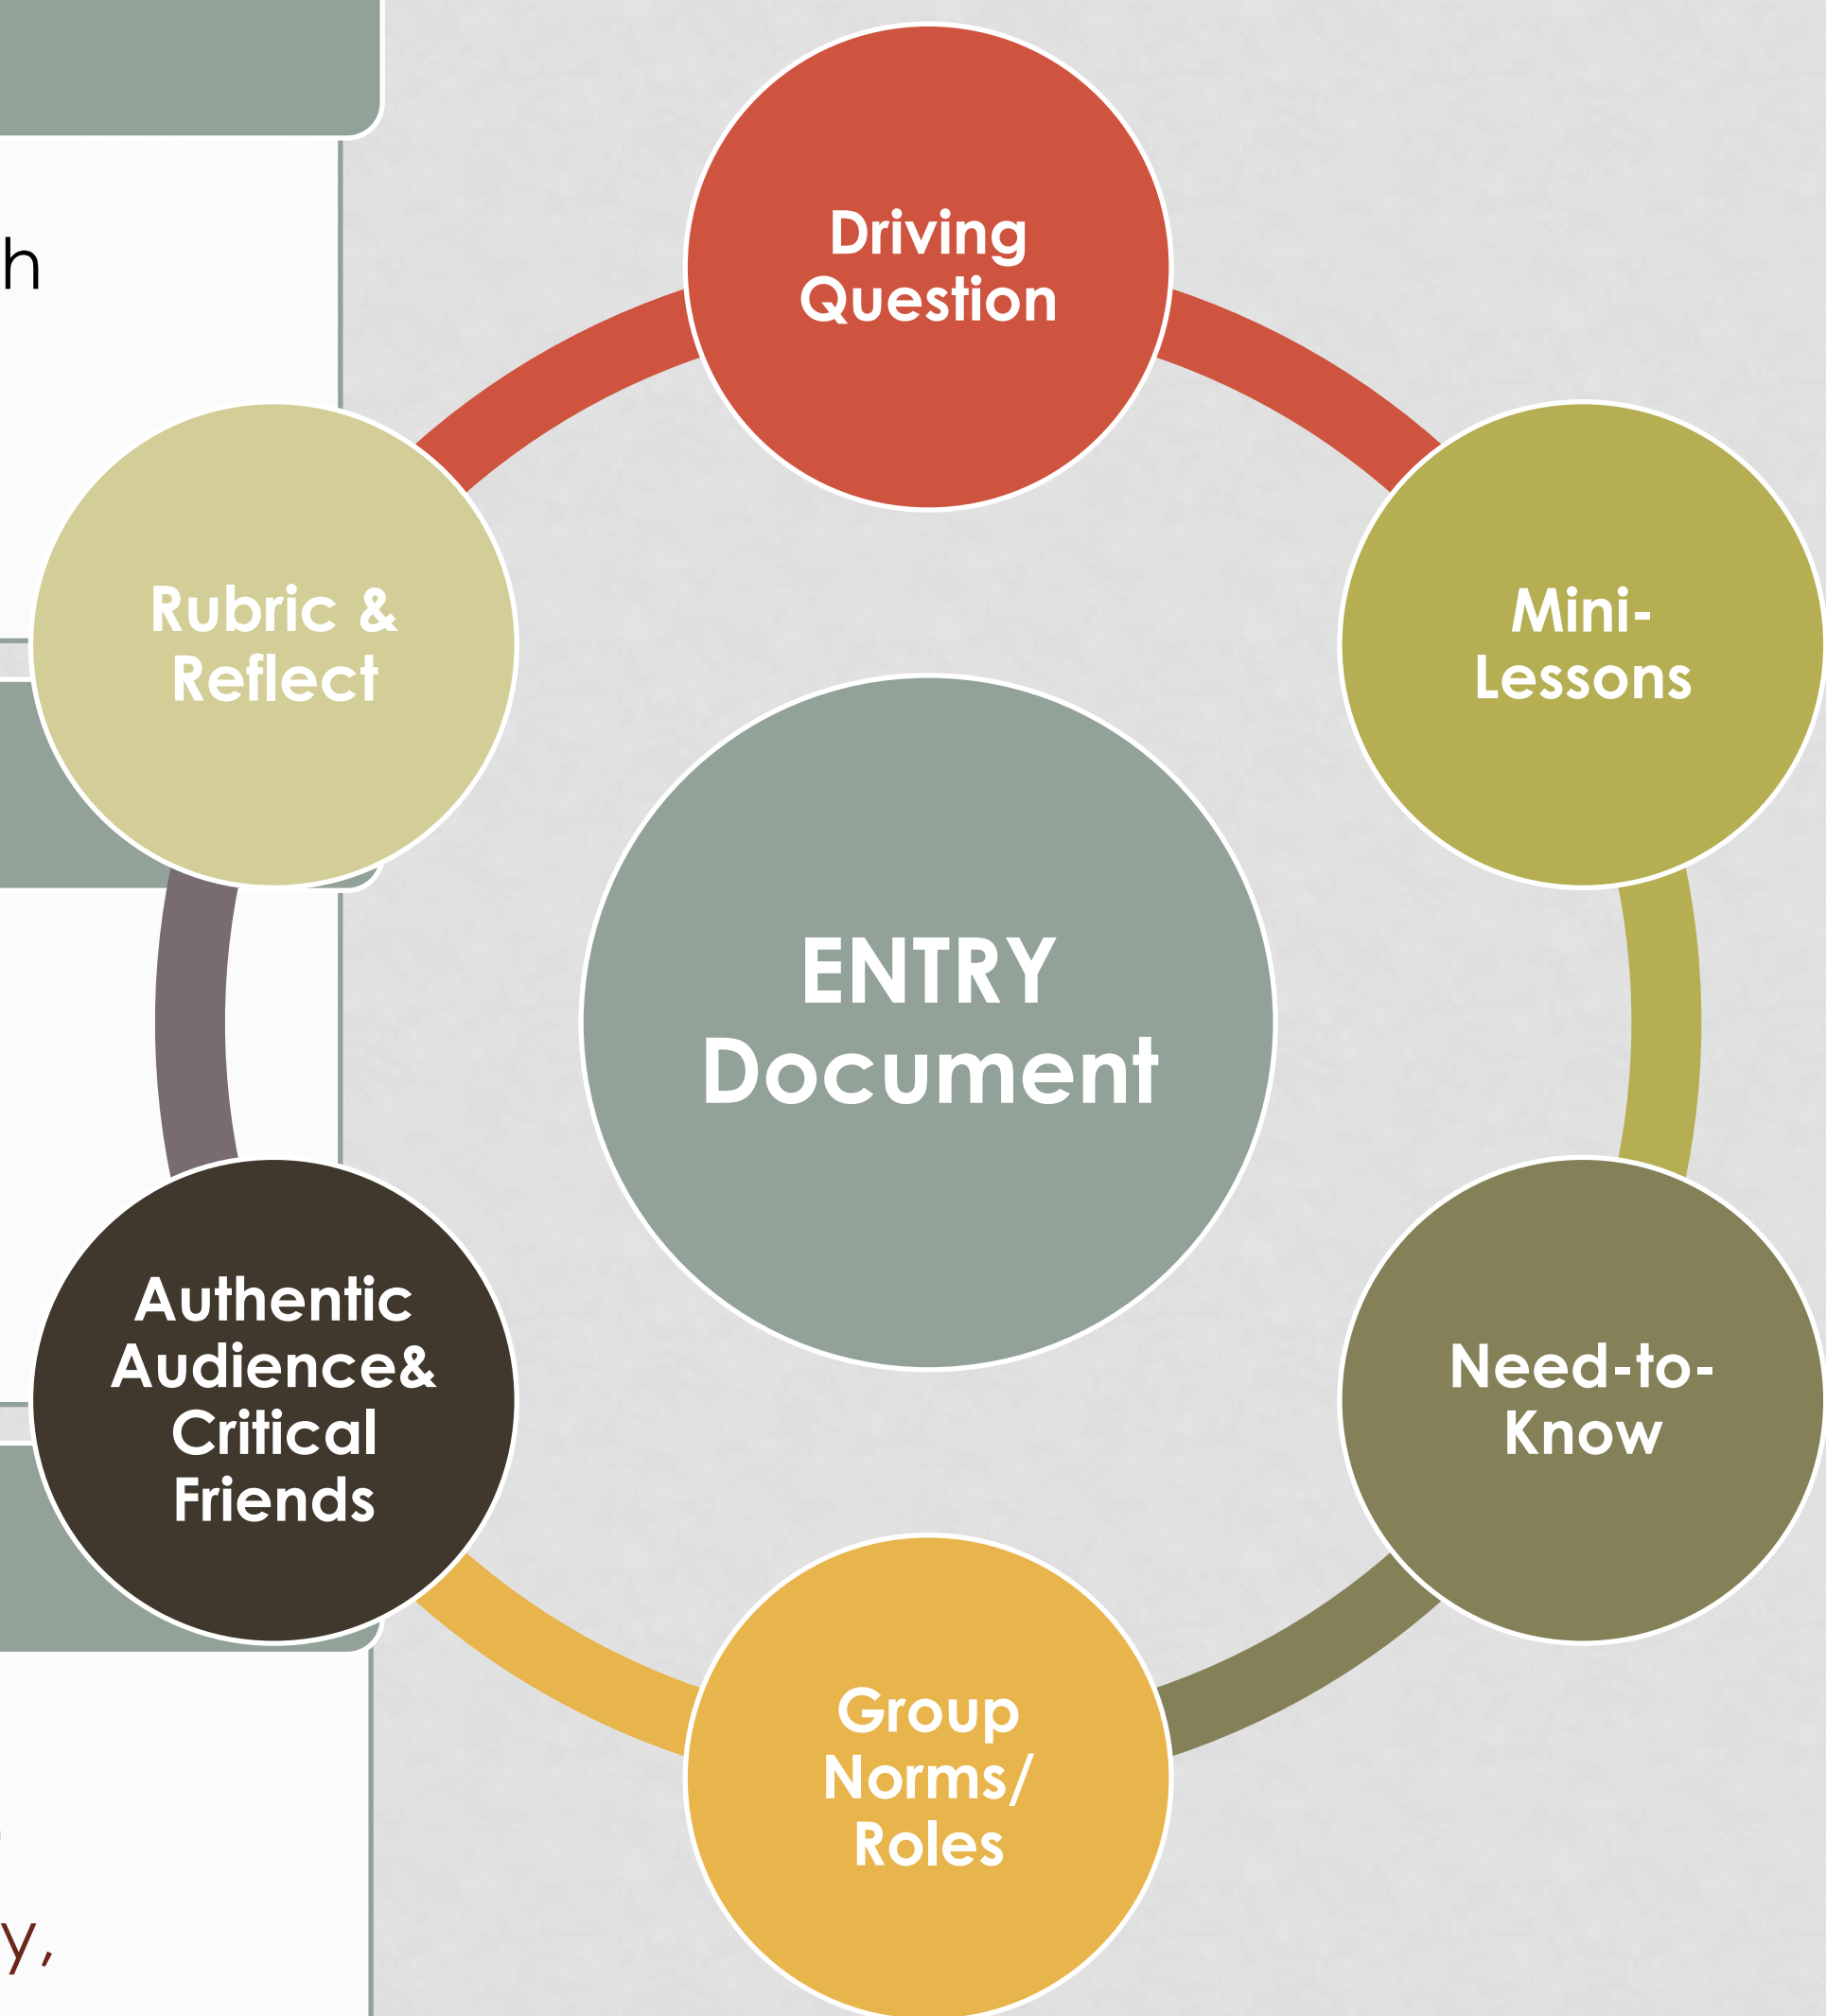 h
Driving
Question
Rubric &
Reflect
Mini-
Lessons
ENTRY
Document
Authentic
Audience&
Critical
Friends
Need-to-
Know
Group
Norms/
Roles
y,